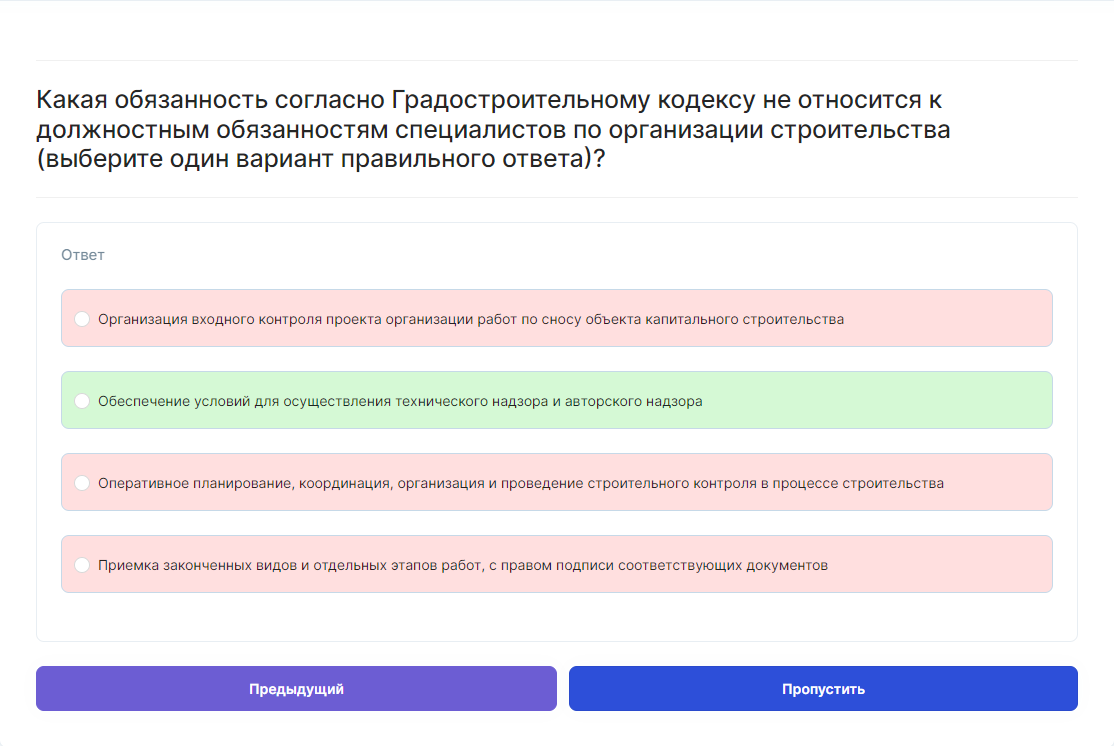 Какая обязанность согласно Градостроительному кодексу не относится к
должностным обязанностям специалистов по организации строительства
(выберите один вариант правильного ответа)?
Ответ
Организация входного контроля проекта организации работ по сносу объекта капитального строительства
Обеспечение условий для осуществления технического надзора и авторского надзора
Оперативное планирование, координация, организация и проведение строительного контроля в процессе строительства
Приемка законченных видов и отдельных этапов работ, с правом подписи соответствующих документов
Предыдущий
Пропустить